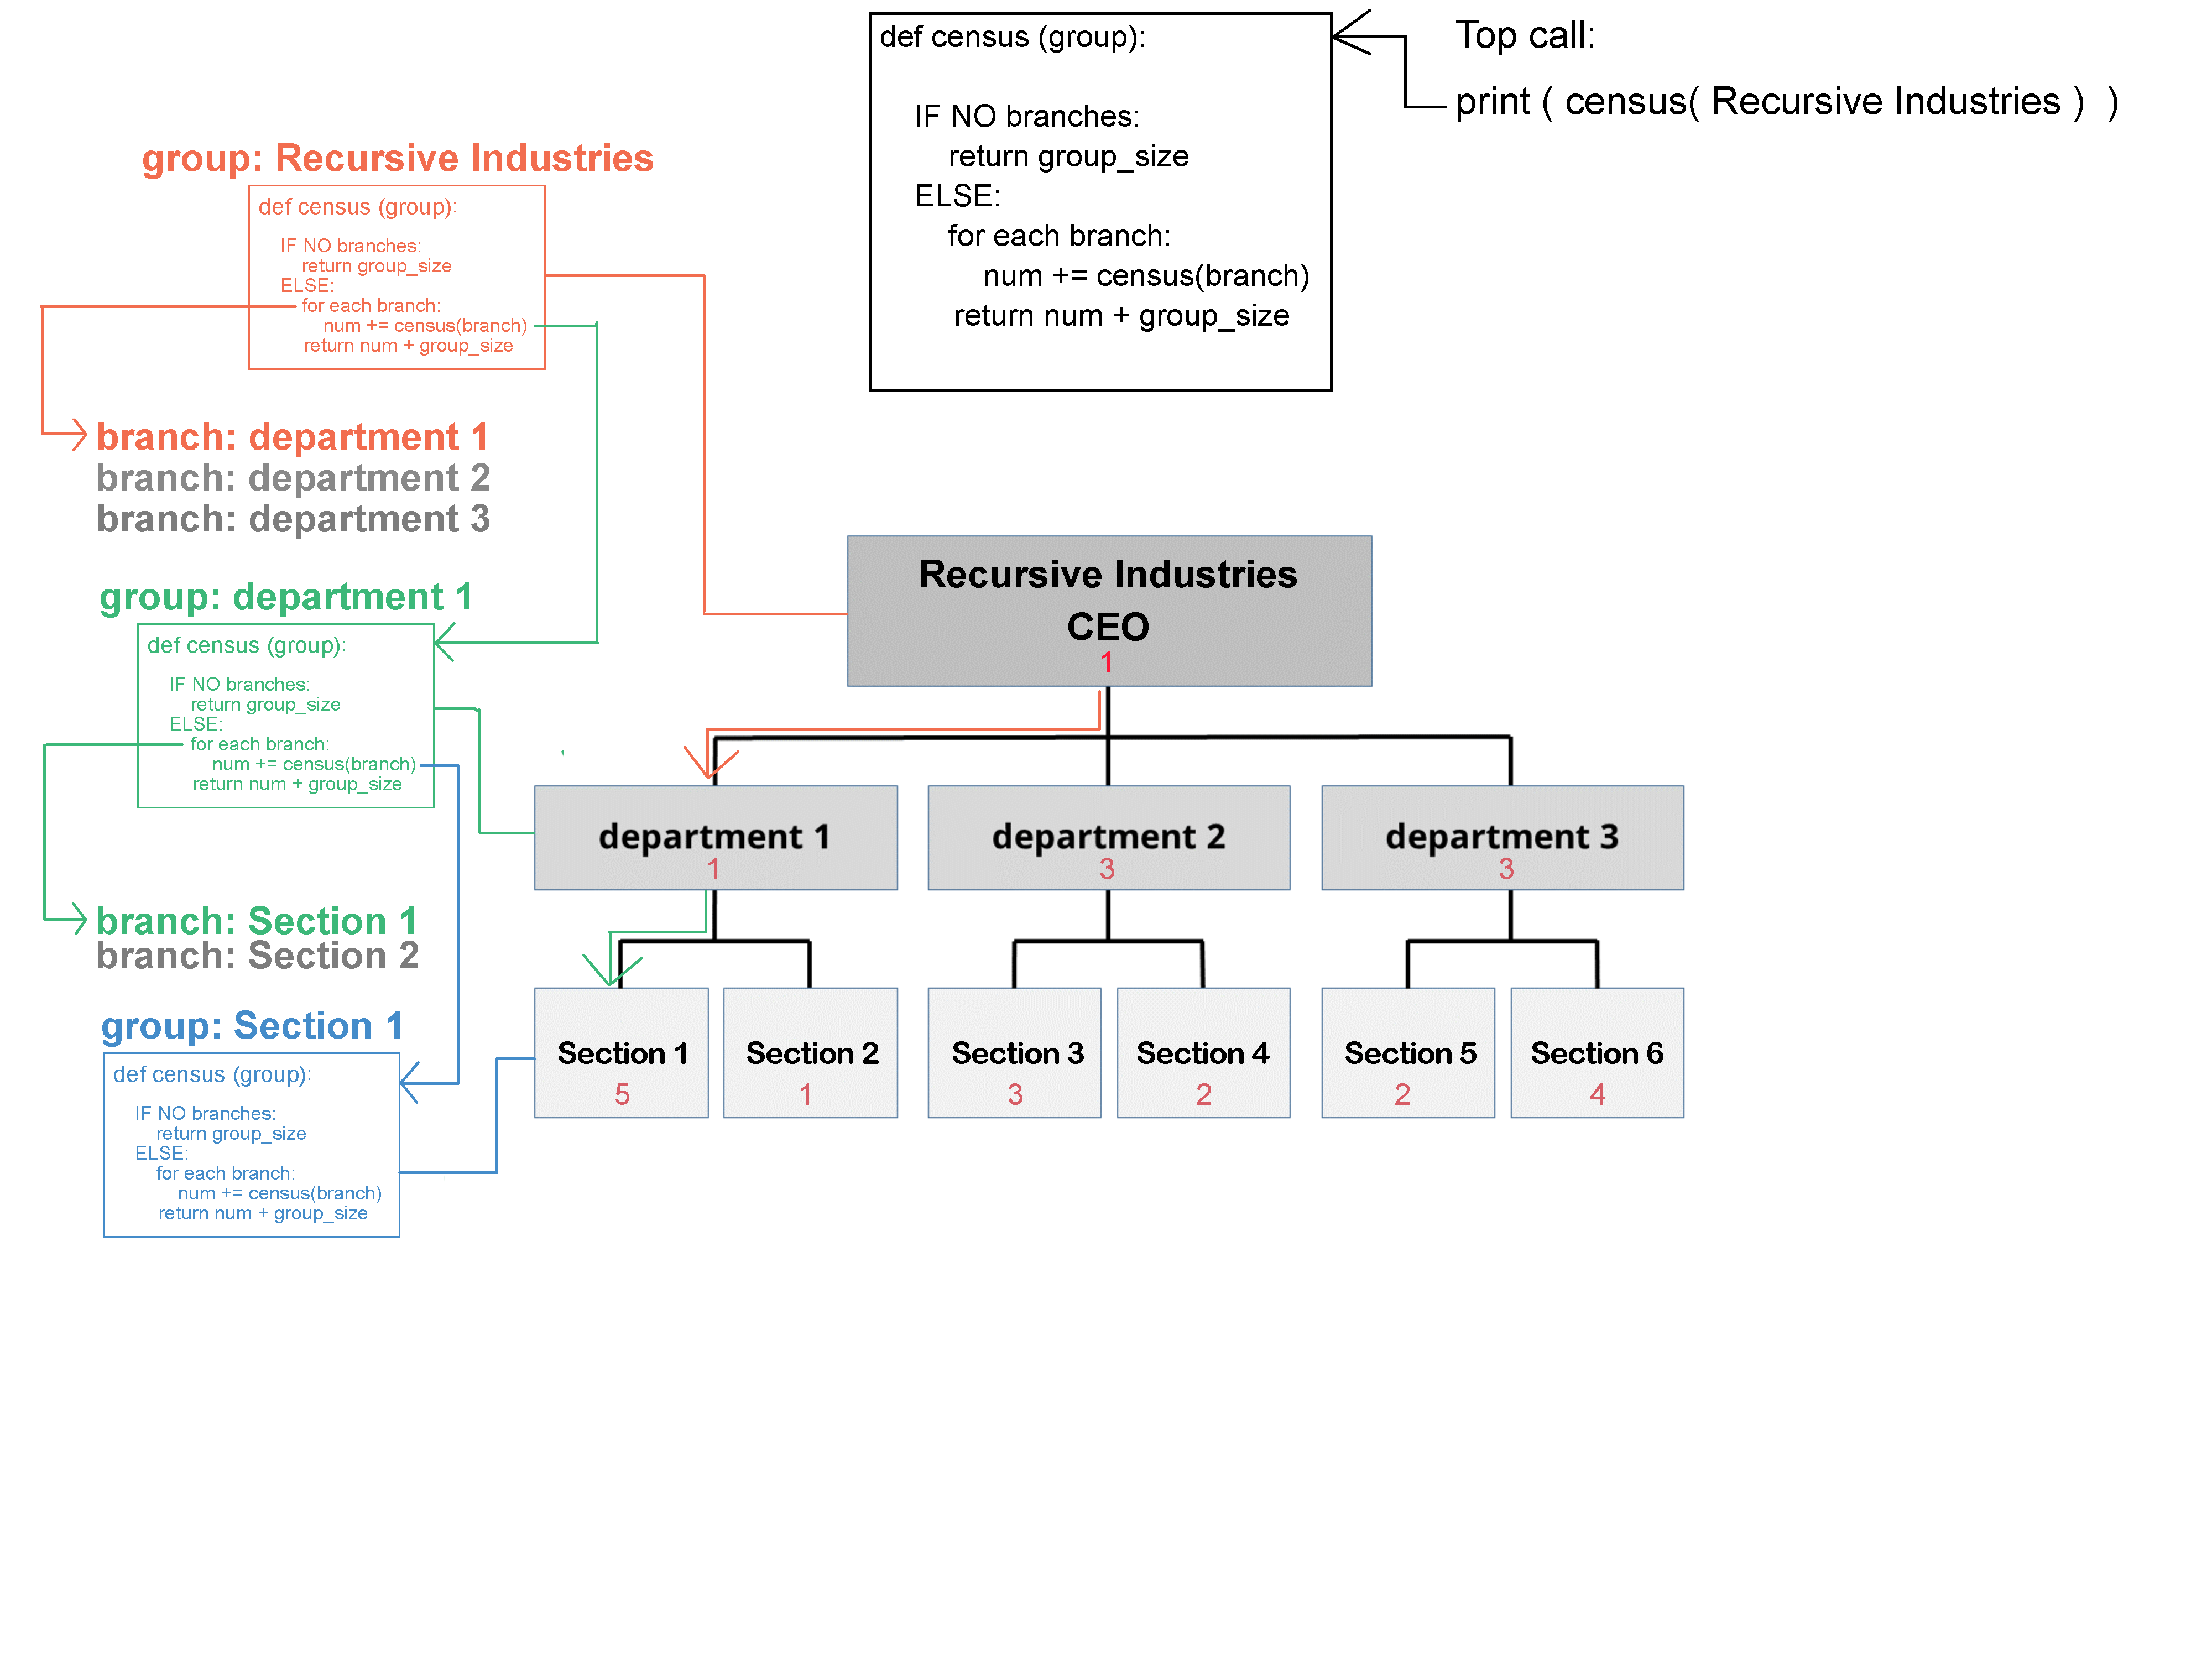 def census (group):
IF NO branches:
return group_size
ELSE:
for each branch:
num += census(branch)
return num + group_size
Top call:
print ( census( Recursive Industries ) )
group: Recursive Industries
def census (group):
IF NO branches:
return group_size
ELSE:
for each branch:
num += census(branch)
return num + group_size
branch: department 1
branch: department 2
branch: department 3
group: department 1
def census (group):
IF NO branches:
return group_size
ELSE:
for each branch:
num += census(branch)
return num + group_size
branch: Section 1
branch: Section 2
group: Section 1
def census (group):
IF NO branches:
return group_size
ELSE:
for each branch:
num += census(branch)
return num + group_size
Recursive Industries
CEO
1
department 1
1
department 2
3
department 3
3
Section 1
5
Section 2
1
Section 3
3
Section 4
2
Section 5
2
Section 6
4